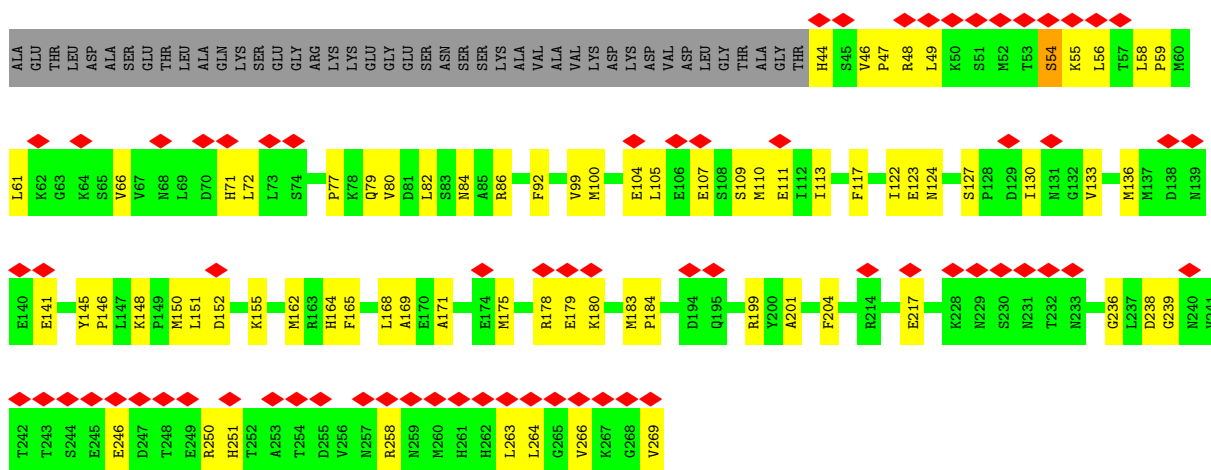 ALA GLU THR LEU ASP ALA SER GLU THR LEU ALA GLN LYS SER GLU GLY ARG LYS LYS GLU GLY GLU SER ASN SER SER LYS ALA VAL ALA VAL LYS ASP LYS ASP VAL ASP LEU GLY THR ALA GLY THR H44 S45 V46 P47 R48 L49 K50 S51 M52 T53 S54 K55 L56 T57 L58 P59 M60
L61 K62 G63 K64 S65 V66 V67 N68 L69 D70 H71 L72 L73 S74 P77 K78 Q79 V80 D81 L82 S83 N84 A85 R86 F92 V99 M100 E104 L105 E106 E107 S108 S109 M110 E111 I112 I113 F117 I122 E123 N124 S127 P128 D129 I130 N131 G132 V133 M136 M137 D138 N139
E140 E141 Y145 P146 L147 K148 P149 M150 L151 D152 K155 M162 R163 H164 F165 L168 A169 E170 A171 E174 M175 R178 E179 K180 M183 P184 D194 Q195 R199 Y200 A201 F204 R214 E217 K228 N229 S230 N231 T232 N233 G236 L237 D238 G239 N240 V241
T242 T243 S244 E245 E246 D247 T248 E249 R250 H251 T252 A253 T254 D255 V256 N257 R258 N259 M260 H261 H262 L263 L264 G265 V266 K267 G268 V269